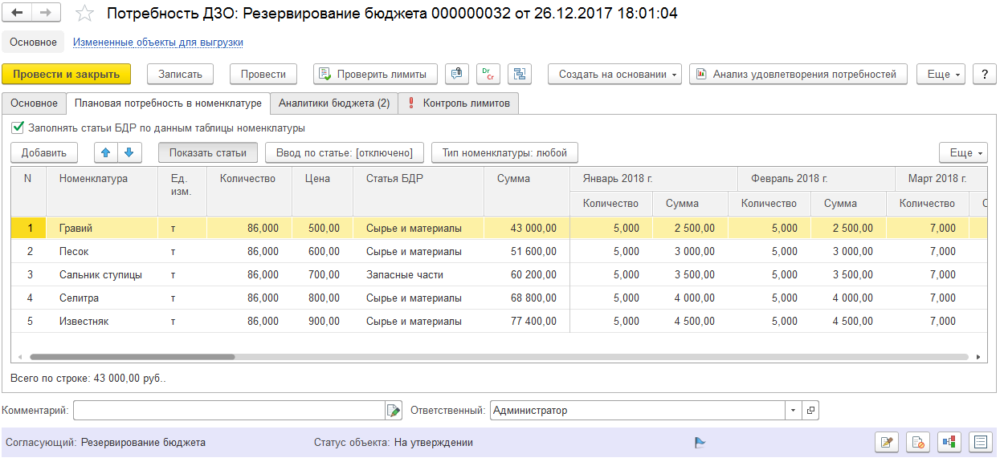 Потребность ДЗО: Резервирование бюджета 000000032 от 26.12.2017 18:01:04
Основное Измененные объекты для выгрузки
Провести и закрыть Записать Провести Проверить лимиты Dr Cr Создать на основании Анализ удовлетворения потребностей Еще ?
Основное Плановая потребность в номенклатуре Аналитики бюджета (2) Контроль лимитов
Заполнять статьи БДР по данным таблицы номенклатуры
Добавить Показать статьи Ввод по статье: [отключено] Тип номенклатуры: любой Еще
N Номенклатура Ед. изм. Количество Цена Статья БДР Сумма Январь 2018 г. Февраль 2018 г. Март 2018 г.
Количество Сумма Количество Сумма Количество С
1 Гравий т 86,000 500,00 Сырье и материалы 43 000,00 5,000 2 500,00 5,000 2 500,00 7,000
2 Песок т 86,000 600,00 Сырье и материалы 51 600,00 5,000 3 000,00 5,000 3 000,00 7,000
3 Сальник ступицы т 86,000 700,00 Запасные части 60 200,00 5,000 3 500,00 5,000 3 500,00 7,000
4 Селитра т 86,000 800,00 Сырье и материалы 68 800,00 5,000 4 000,00 5,000 4 000,00 7,000
5 Известняк т 86,000 900,00 Сырье и материалы 77 400,00 5,000 4 500,00 5,000 4 500,00 7,000
Всего по строке: 43 000,00 руб..
Комментарий: Ответственный: Администратор
Согласующий: Резервирование бюджета Статус объекта: На утверждении